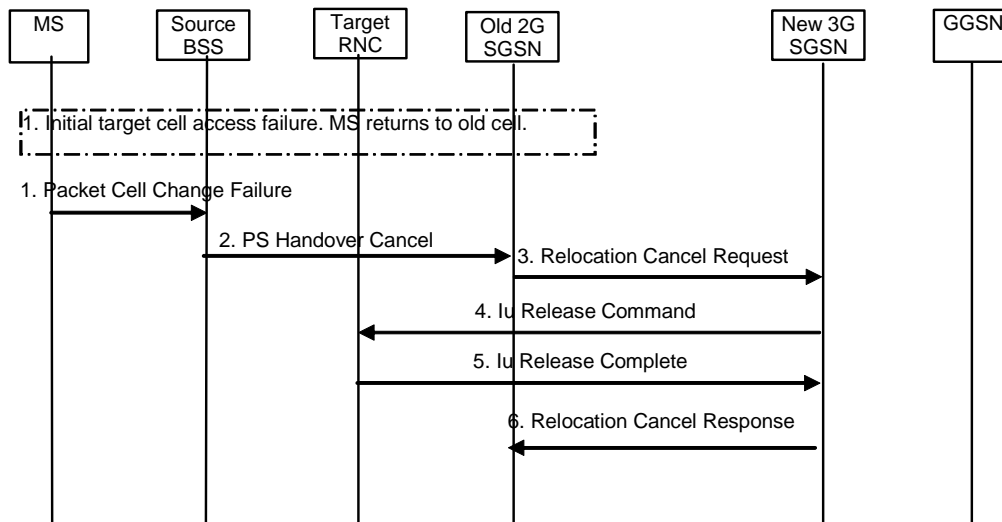 MS
Source
BSS
Target
RNC
Old 2G
SGSN
New 3G
SGSN
GGSN
1. Initial target cell access failure. MS returns to old cell.
1. Packet Cell Change Failure
2. PS Handover Cancel
3. Relocation Cancel Request
4. Iu Release Command
5. Iu Release Complete
6. Relocation Cancel Response